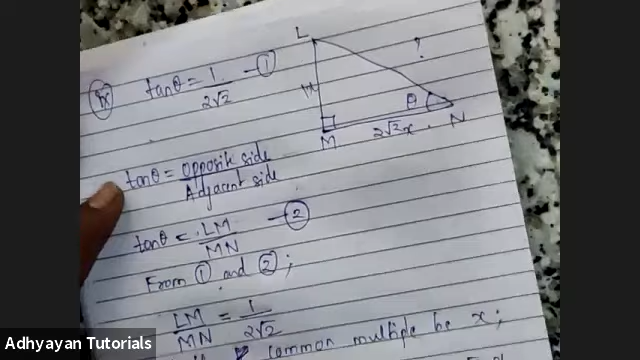 tanθ = 1/2√2 — ①
L
!
1x
θ
M
2√2x
N
tanθ = Opposite side / Adjacent side
tanθ = LM/MN — ②
From ① and ②;
LM/MN = 1/2√2
common multiple be x;
Adhyayan Tutorials